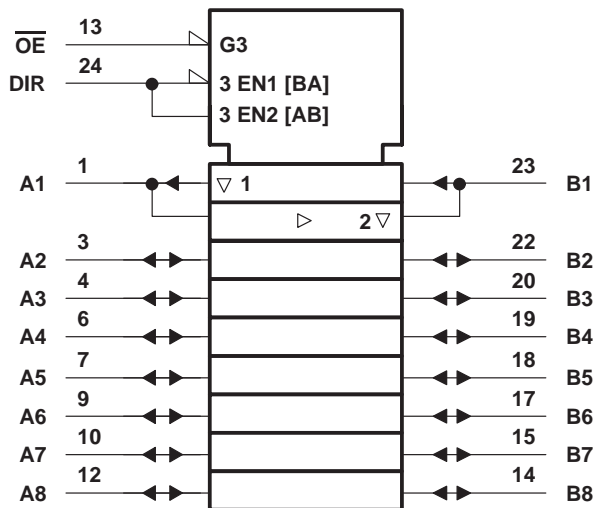 OE 13 G3
DIR 24 3 EN1 [BA]
3 EN2 [AB]
A1 1 ▽ 1 23 B1
▷ 2 ▽
A2 3 22 B2
A3 4 20 B3
A4 6 19 B4
A5 7 18 B5
A6 9 17 B6
A7 10 15 B7
A8 12 14 B8